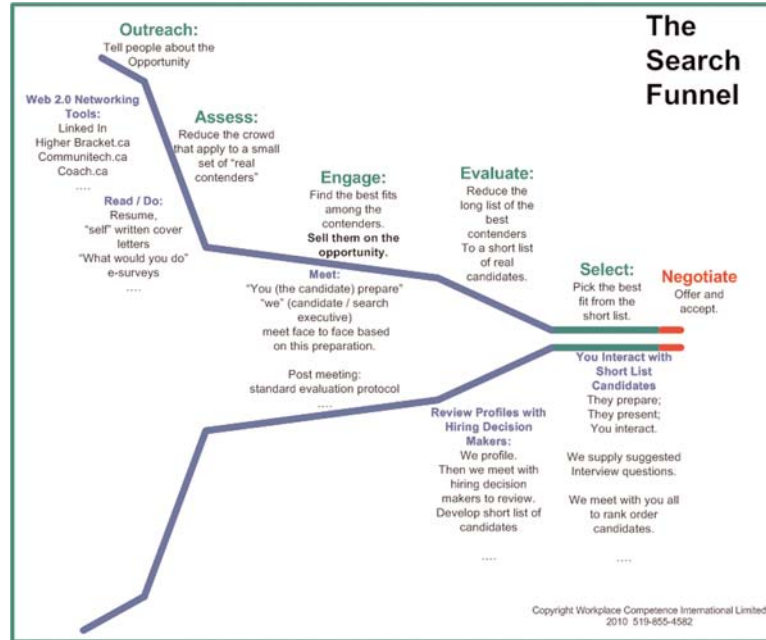 The
Search
Funnel
Outreach:
Tell people about the
Opportunity
Web 2.0 Networking
Tools:
Linked In
Higher Bracket.ca
Communitech.ca
Coach.ca
....
Assess:
Reduce the crowd
that apply to a small
set of "real
contenders"
Read / Do:
Resume,
"self" written cover
letters
"What would you do"
e-surveys
....
Engage:
Find the best fits
among the
contenders.
Sell them on the
opportunity.
Meet:
"You (the candidate) prepare"
"we" (candidate / search
executive)
meet face to face based
on this preparation.
Post meeting:
standard evaluation protocol
....
Evaluate:
Reduce the
long list of the
best
contenders
To a short list
of real
candidates.
Review Profiles with
Hiring Decision
Makers:
We profile.
Then we meet with
hiring decision
makers to review.
Develop short list of
candidates
....
Select:
Pick the best
fit from the
short list.
You Interact with
Short List
Candidates
They prepare;
They present;
You interact.
We supply suggested
Interview questions.
We meet with you all
to rank order
candidates.
....
Negotiate
Offer and
accept.
Copyright Workplace Competence International Limited
2010 519-855-4582